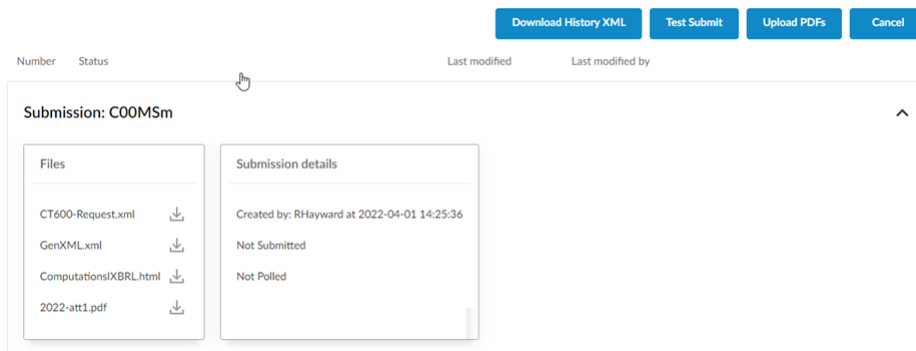 Download History XML Test Submit Upload PDFs Cancel
Number Status Last modified Last modified by
Submission: C00MSm
Files
CT600-Request.xml
GenXML.xml
ComputationsIXBRL.html
2022-att1.pdf
Submission details
Created by: RHayward at 2022-04-01 14:25:36
Not Submitted
Not Polled